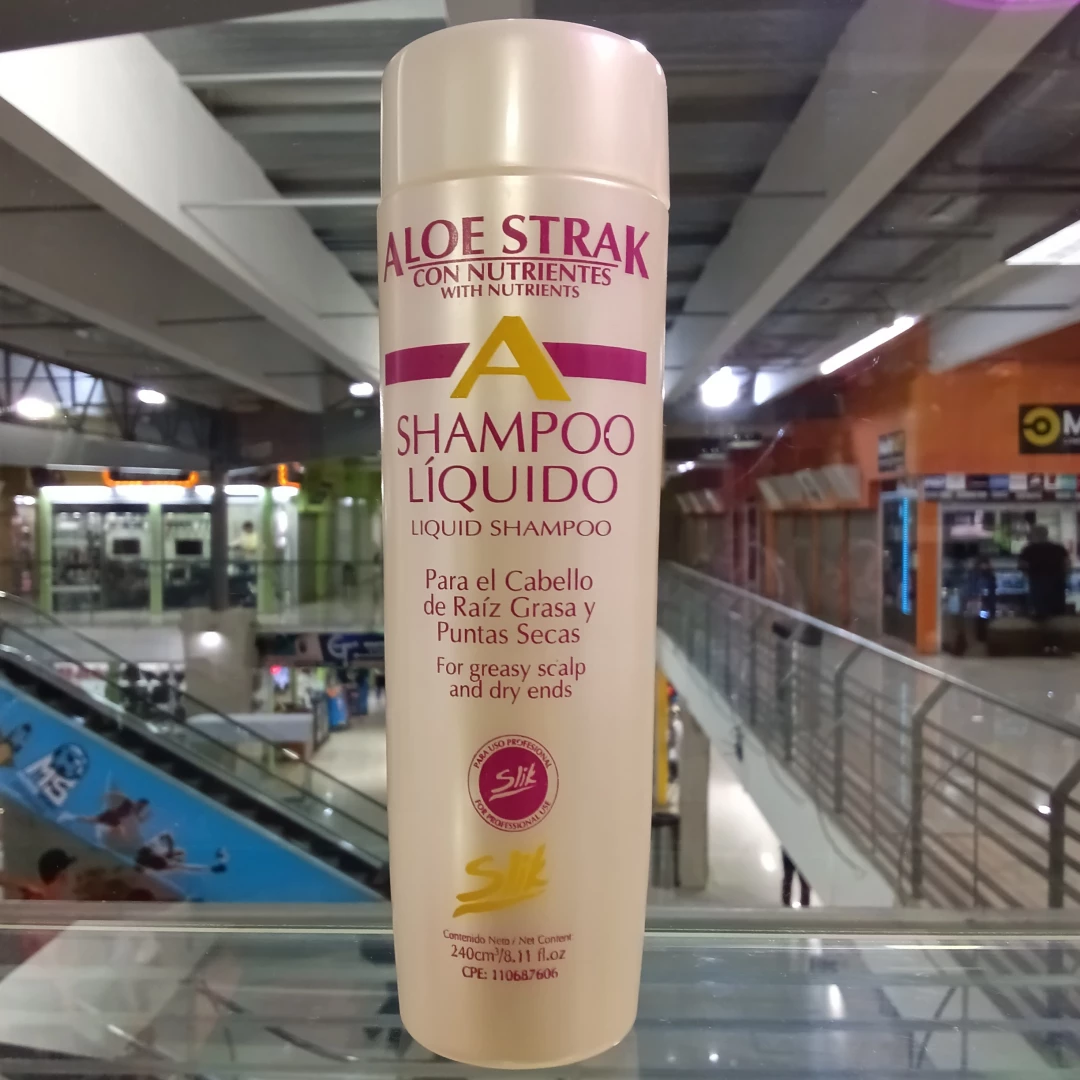 ALOE STRAK
CON NUTRIENTES
WITH NUTRIENTS
A
SHAMPOO
LÍQUIDO
LIQUID SHAMPOO
Para el Cabello
de Raíz Grasa y
Puntas Secas
For greasy scalp
and dry ends
PARA USO PROFESIONAL
Slik
FOR PROFESSIONAL USE
Slik
Contenido Neto / Net Content
240cm³/8.11 fl.oz
CPE: 110687606
MS